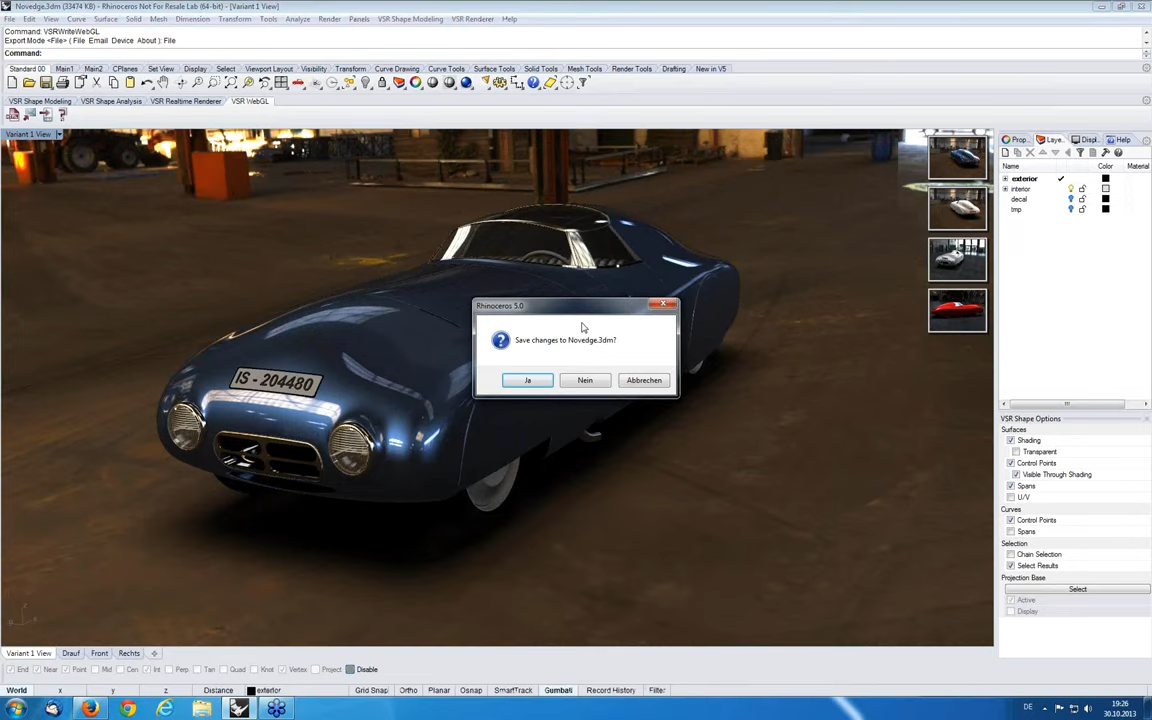 Novedge.3dm (33474 KB) - Rhinoceros Not For Resale Lab (64-bit) - [Variant 1 View]
File Edit View Curve Surface Solid Mesh Dimension Transform Tools Analyze Render Panels VSR Shape Modeling VSR Renderer Help
Command: VSRWriteWebGL
Export Mode <File> ( File Email Device About ): File
Command:
Standard 00 Main1 Main2 CPlanes Set View Display Select Viewport Layout Visibility Transform Curve Drawing Curve Tools Surface Tools Solid Tools Mesh Tools Render Tools Drafting New in V5
VSR Shape Modeling VSR Shape Analysis VSR Realtime Renderer VSR WebGL
Variant 1 View
Prop... Laye... Displ... Help
Name Color Material
exterior
interior
decal
tmp
Rhinoceros 5.0
Save changes to Novedge.3dm?
Ja Nein Abbrechen
IS - 204480
VSR Shape Options
Surfaces
Shading
Transparent
Control Points
Visible Through Shading
Spans
U/V
Curves
Control Points
Spans
Selection
Chain Selection
Select Results
Projection Base
Select
Active
Display
Variant 1 View Drauf Front Rechts
End Near Point Mid Cen Int Perp Tan Quad Knot Vertex Project Disable
World x y z Distance exterior Grid Snap Ortho Planar Osnap SmartTrack Gumball Record History Filter
DE 19:26
30.10.2013